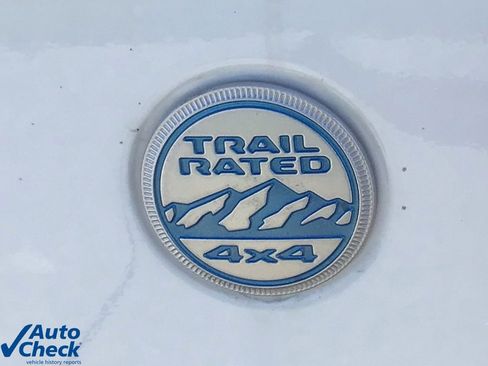 TRAIL
RATED
4x4
Auto
Check
vehicle history reports